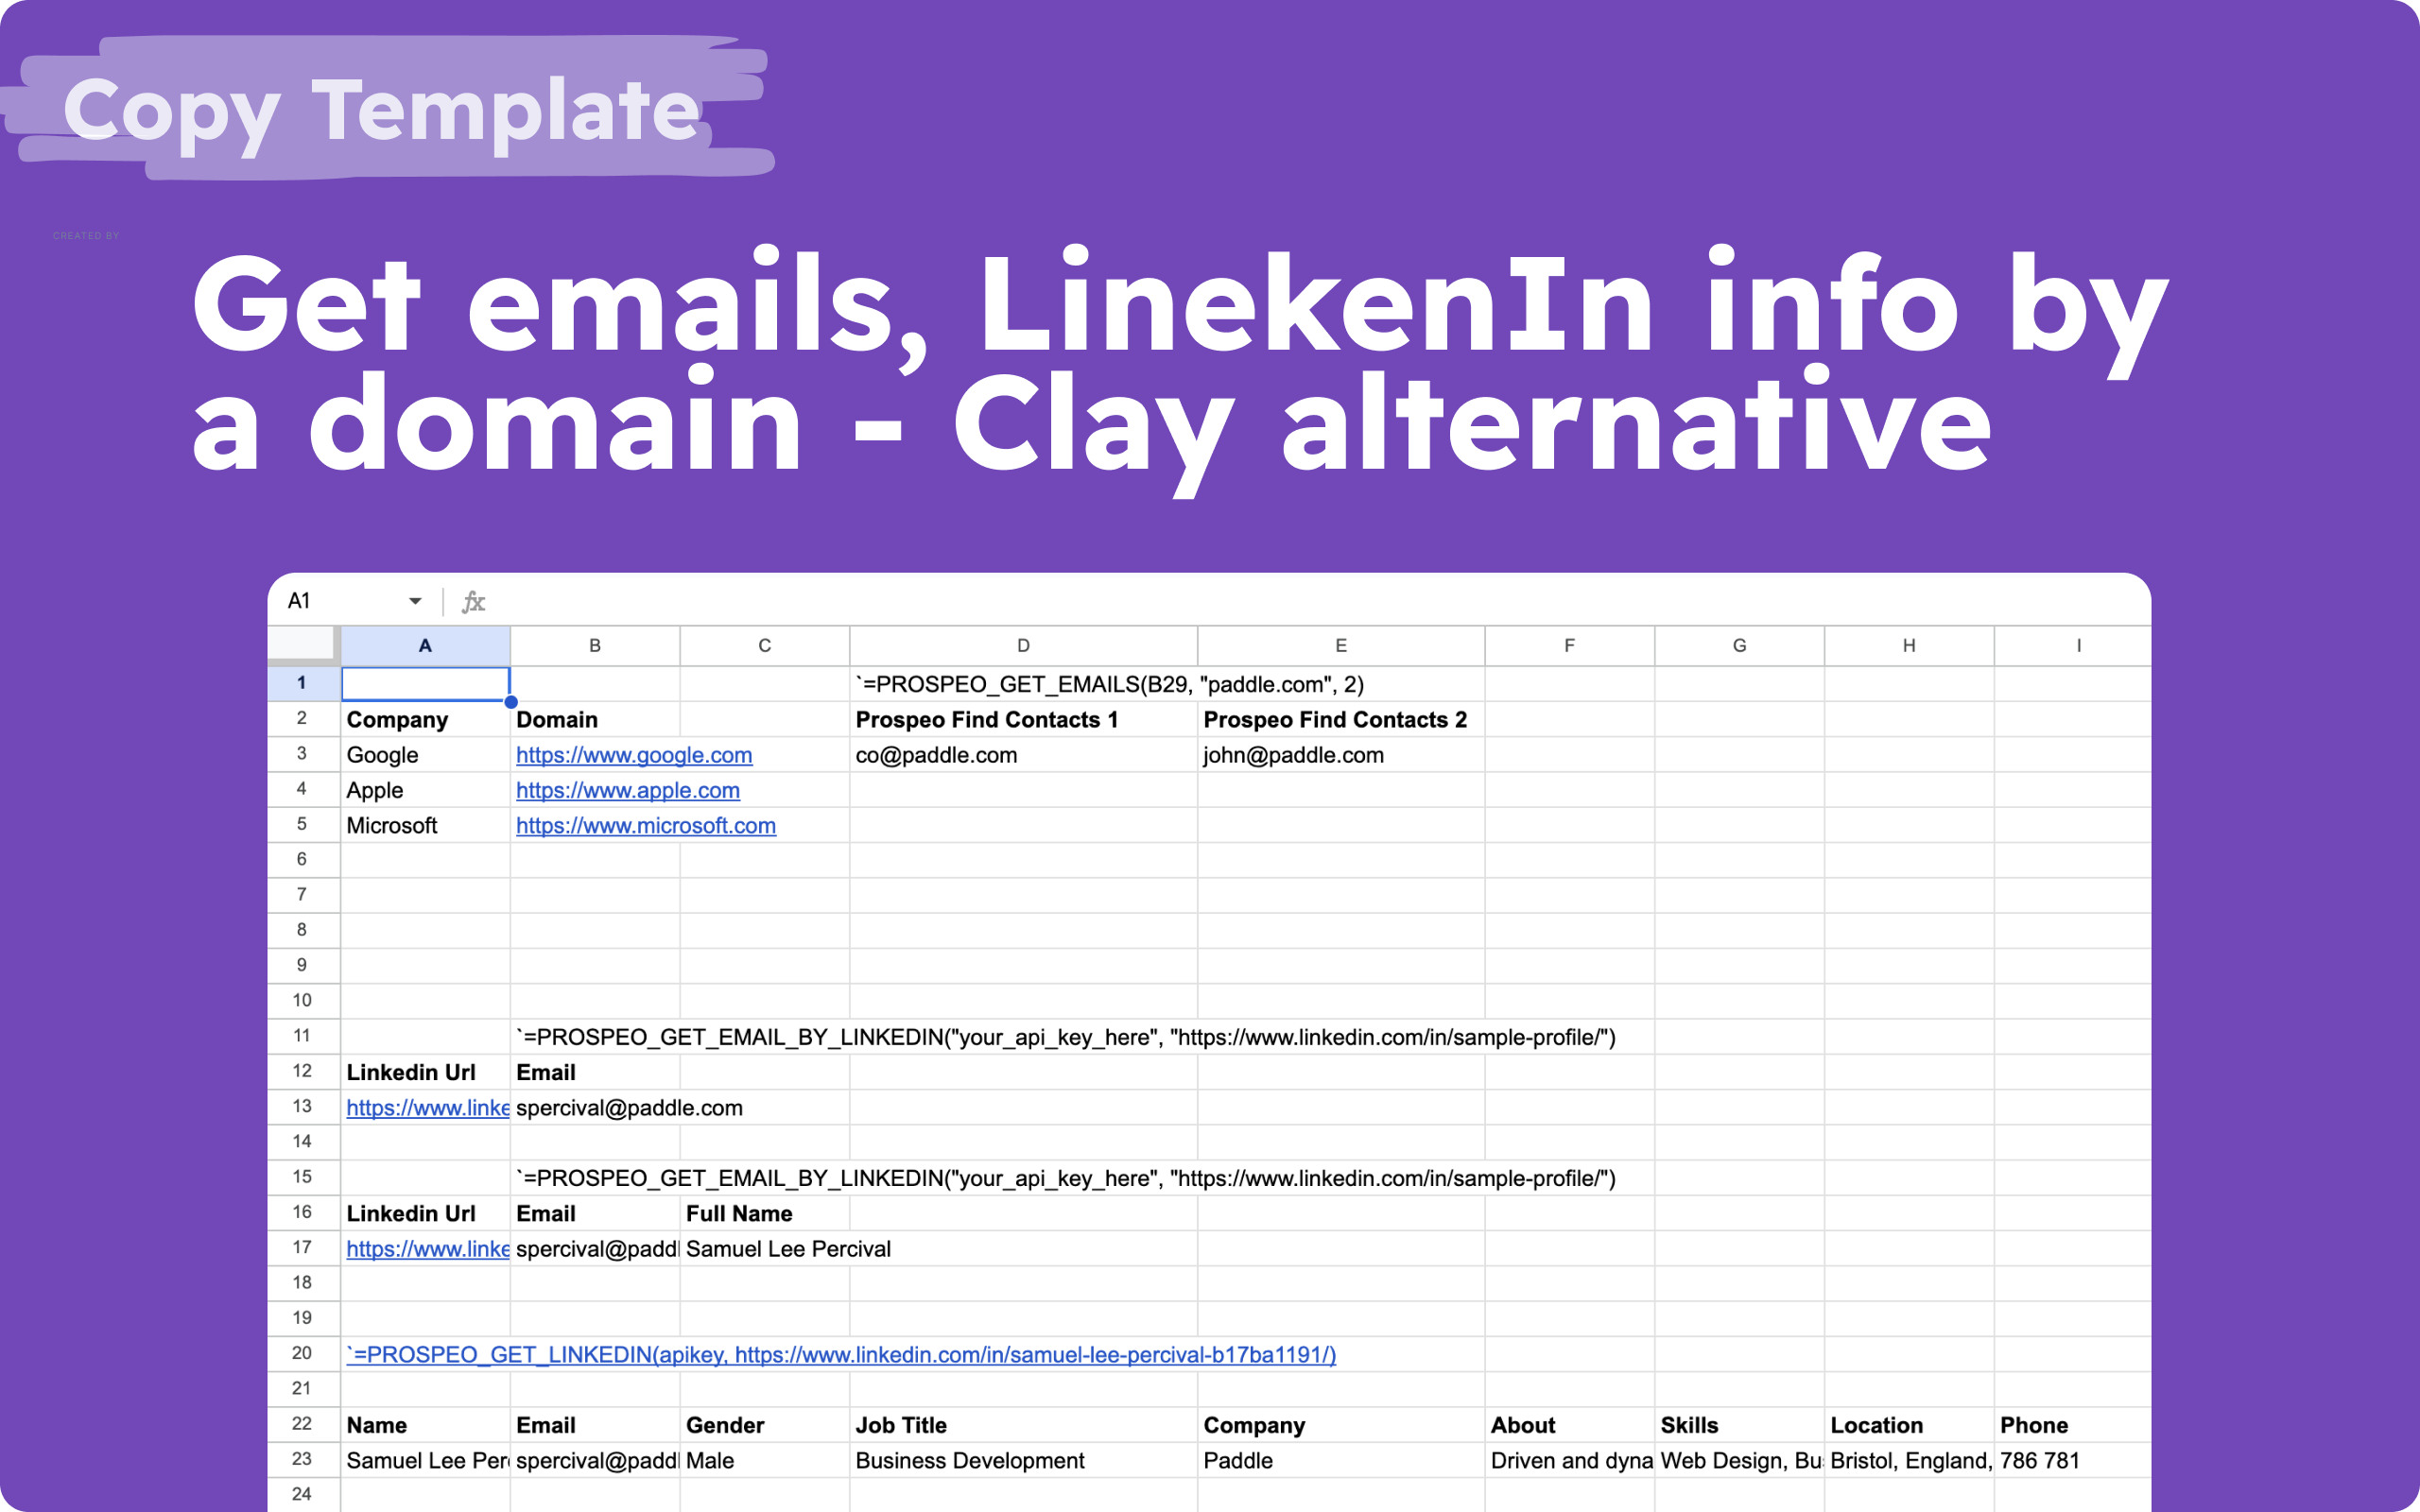 Copy Template
CREATED BY
Get emails, LinekenIn info by
a domain - Clay alternative
A1 fx
A B C D E F G H I
1 `=PROSPEO_GET_EMAILS(B29, "paddle.com", 2)
2 Company Domain Prospeo Find Contacts 1 Prospeo Find Contacts 2
3 Google https://www.google.com co@paddle.com john@paddle.com
4 Apple https://www.apple.com
5 Microsoft https://www.microsoft.com
6
7
8
9
10
11 `=PROSPEO_GET_EMAIL_BY_LINKEDIN("your_api_key_here", "https://www.linkedin.com/in/sample-profile/")
12 Linkedin Url Email
13 https://www.linke spercival@paddle.com
14
15 `=PROSPEO_GET_EMAIL_BY_LINKEDIN("your_api_key_here", "https://www.linkedin.com/in/sample-profile/")
16 Linkedin Url Email Full Name
17 https://www.linke spercival@paddl Samuel Lee Percival
18
19
20 `=PROSPEO_GET_LINKEDIN(apikey, https://www.linkedin.com/in/samuel-lee-percival-b17ba1191/)
21
22 Name Email Gender Job Title Company About Skills Location Phone
23 Samuel Lee Per spercival@paddl Male Business Development Paddle Driven and dyna Web Design, Bu Bristol, England, 786 781
24